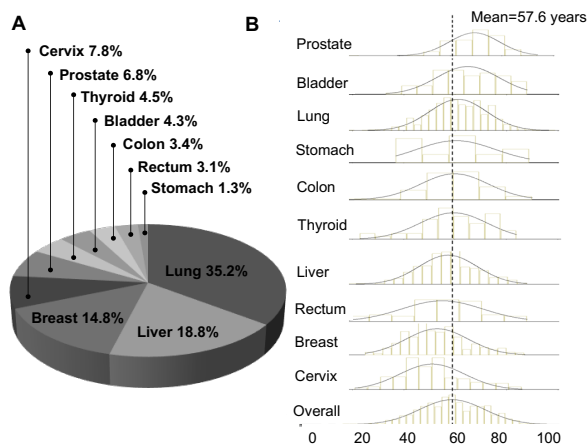 A
Cervix 7.8%
Prostate 6.8%
Thyroid 4.5%
Bladder 4.3%
Colon 3.4%
Rectum 3.1%
Stomach 1.3%
Lung 35.2%
Breast 14.8%
Liver 18.8%
B
Mean=57.6 years
Prostate
Bladder
Lung
Stomach
Colon
Thyroid
Liver
Rectum
Breast
Cervix
Overall
0 20 40 60 80 100